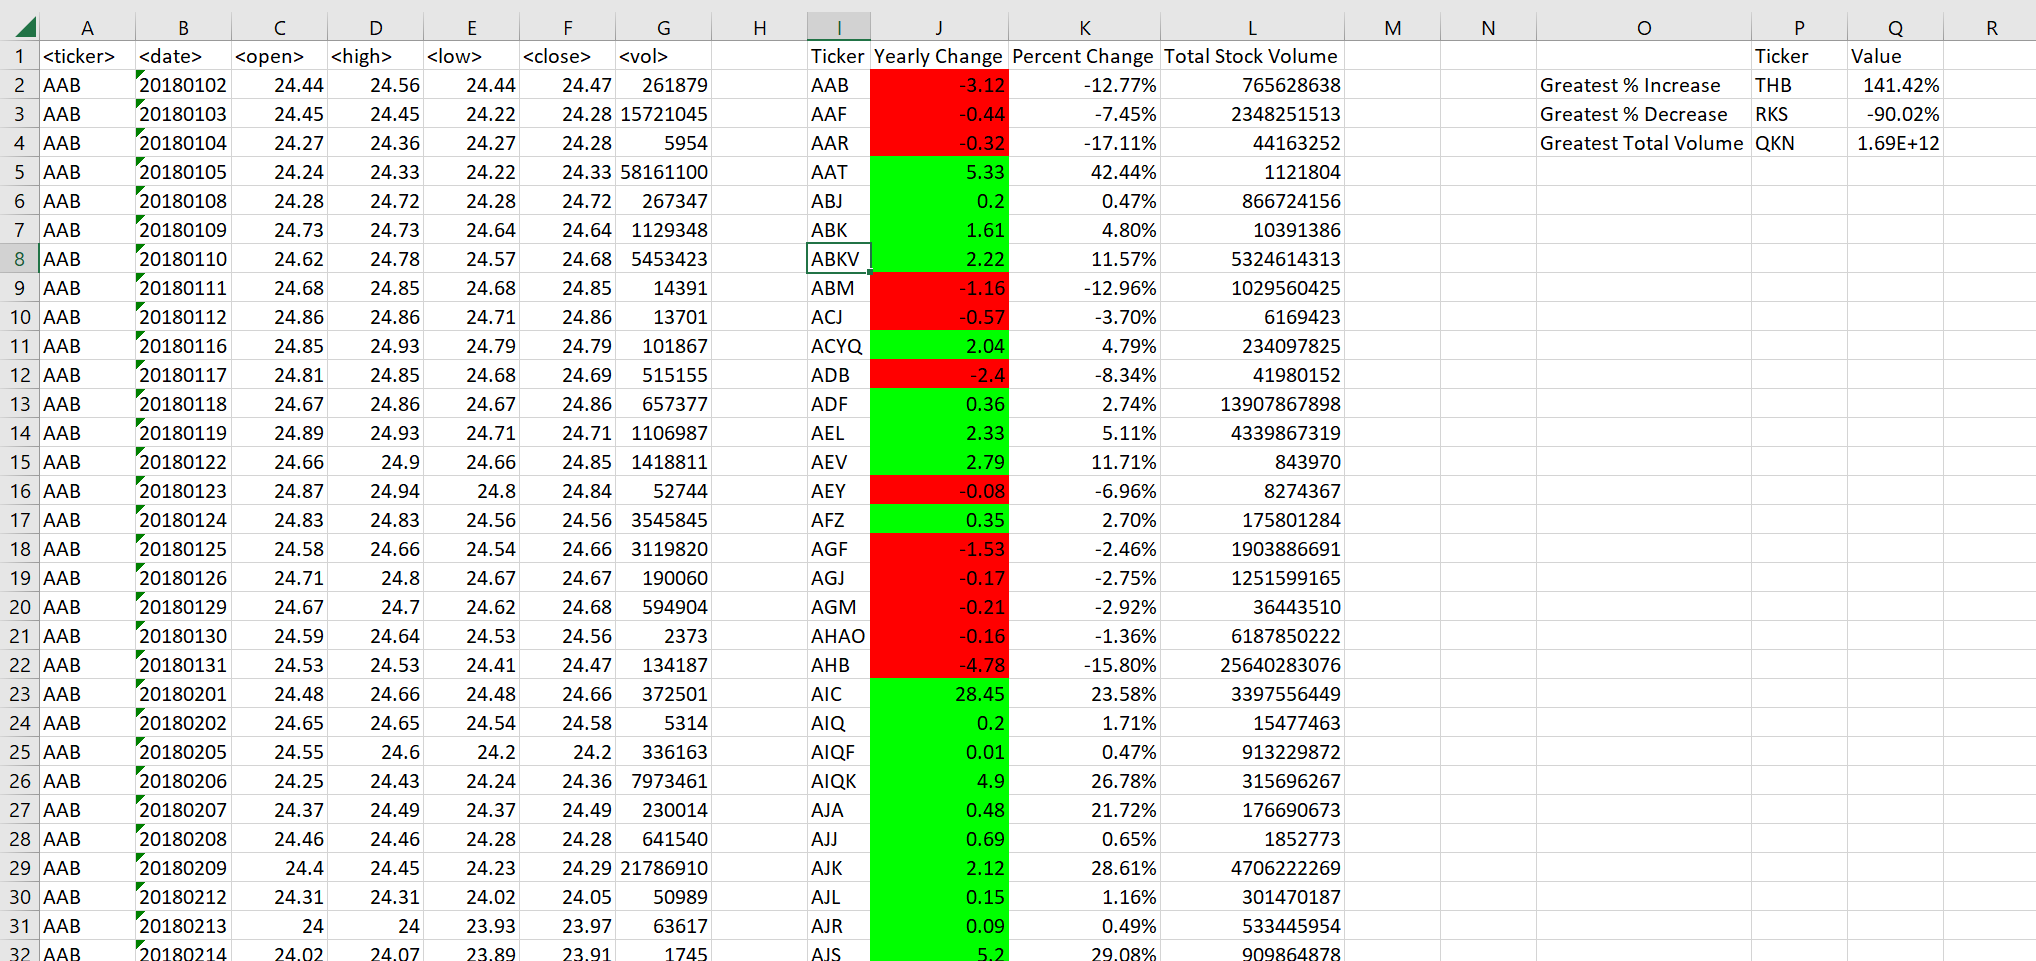 A B C D E F G H I J K L M N O P Q R
1 <ticker> <date> <open> <high> <low> <close> <vol> Ticker Yearly Change Percent Change Total Stock Volume Ticker Value
2 AAB 20180102 24.44 24.56 24.44 24.47 261879 AAB -3.12 -12.77% 765628638 Greatest % Increase THB 141.42%
3 AAB 20180103 24.45 24.45 24.22 24.28 15721045 AAF -0.44 -7.45% 2348251513 Greatest % Decrease RKS -90.02%
4 AAB 20180104 24.27 24.36 24.27 24.28 5954 AAR -0.32 -17.11% 44163252 Greatest Total Volume QKN 1.69E+12
5 AAB 20180105 24.24 24.33 24.22 24.33 58161100 AAT 5.33 42.44% 1121804
6 AAB 20180108 24.28 24.72 24.28 24.72 267347 ABJ 0.2 0.47% 866724156
7 AAB 20180109 24.73 24.73 24.64 24.64 1129348 ABK 1.61 4.80% 10391386
8 AAB 20180110 24.62 24.78 24.57 24.68 5453423 ABKV 2.22 11.57% 5324614313
9 AAB 20180111 24.68 24.85 24.68 24.85 14391 ABM -1.16 -12.96% 1029560425
10 AAB 20180112 24.86 24.86 24.71 24.86 13701 ACJ -0.57 -3.70% 6169423
11 AAB 20180116 24.85 24.93 24.79 24.79 101867 ACYQ 2.04 4.79% 234097825
12 AAB 20180117 24.81 24.85 24.68 24.69 515155 ADB -2.4 -8.34% 41980152
13 AAB 20180118 24.67 24.86 24.67 24.86 657377 ADF 0.36 2.74% 13907867898
14 AAB 20180119 24.89 24.93 24.71 24.71 1106987 AEL 2.33 5.11% 4339867319
15 AAB 20180122 24.66 24.9 24.66 24.85 1418811 AEV 2.79 11.71% 843970
16 AAB 20180123 24.87 24.94 24.8 24.84 52744 AEY -0.08 -6.96% 8274367
17 AAB 20180124 24.83 24.83 24.56 24.56 3545845 AFZ 0.35 2.70% 175801284
18 AAB 20180125 24.58 24.66 24.54 24.66 3119820 AGF -1.53 -2.46% 1903886691
19 AAB 20180126 24.71 24.8 24.67 24.67 190060 AGJ -0.17 -2.75% 1251599165
20 AAB 20180129 24.67 24.7 24.62 24.68 594904 AGM -0.21 -2.92% 36443510
21 AAB 20180130 24.59 24.64 24.53 24.56 2373 AHAO -0.16 -1.36% 6187850222
22 AAB 20180131 24.53 24.53 24.41 24.47 134187 AHB -4.78 -15.80% 25640283076
23 AAB 20180201 24.48 24.66 24.48 24.66 372501 AIC 28.45 23.58% 3397556449
24 AAB 20180202 24.65 24.65 24.54 24.58 5314 AIQ 0.2 1.71% 15477463
25 AAB 20180205 24.55 24.6 24.2 24.2 336163 AIQF 0.01 0.47% 913229872
26 AAB 20180206 24.25 24.43 24.24 24.36 7973461 AIQK 4.9 26.78% 315696267
27 AAB 20180207 24.37 24.49 24.37 24.49 230014 AJA 0.48 21.72% 176690673
28 AAB 20180208 24.46 24.46 24.28 24.28 641540 AJJ 0.69 0.65% 1852773
29 AAB 20180209 24.4 24.45 24.23 24.29 21786910 AJK 2.12 28.61% 4706222269
30 AAB 20180212 24.31 24.31 24.02 24.05 50989 AJL 0.15 1.16% 301470187
31 AAB 20180213 24 24 23.93 23.97 63617 AJR 0.09 0.49% 533445954
32 AAB 20180214 24.02 24.07 23.89 23.91 1745 AJS 5.2 29.08% 909864878